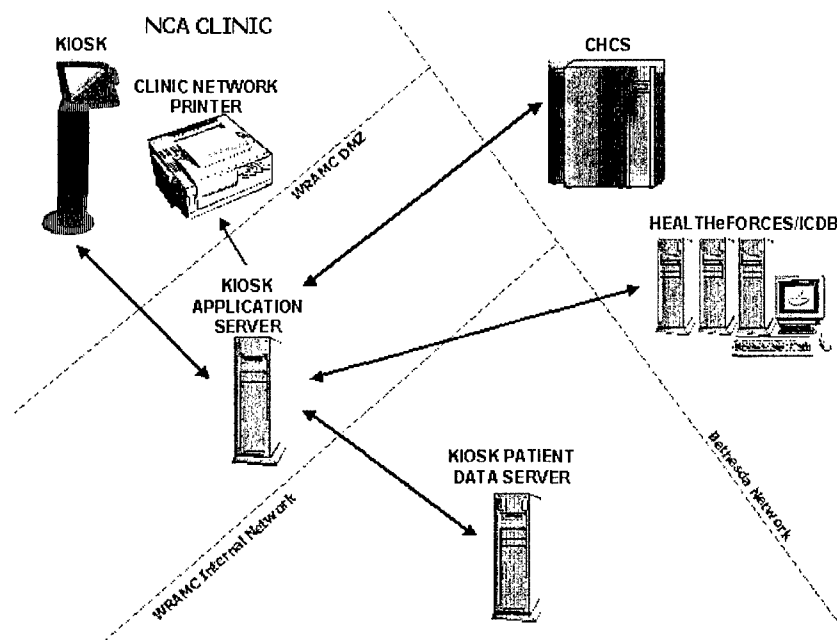 NCA CLINIC
KIOSK
CLINIC NETWORK
PRINTER
CHCS
WRAMC DMZ
HEALTHeFORCES/ICDB
KIOSK
APPLICATION
SERVER
KIOSK PATIENT
DATA SERVER
Bethesda Network
WRAMC Internal Network